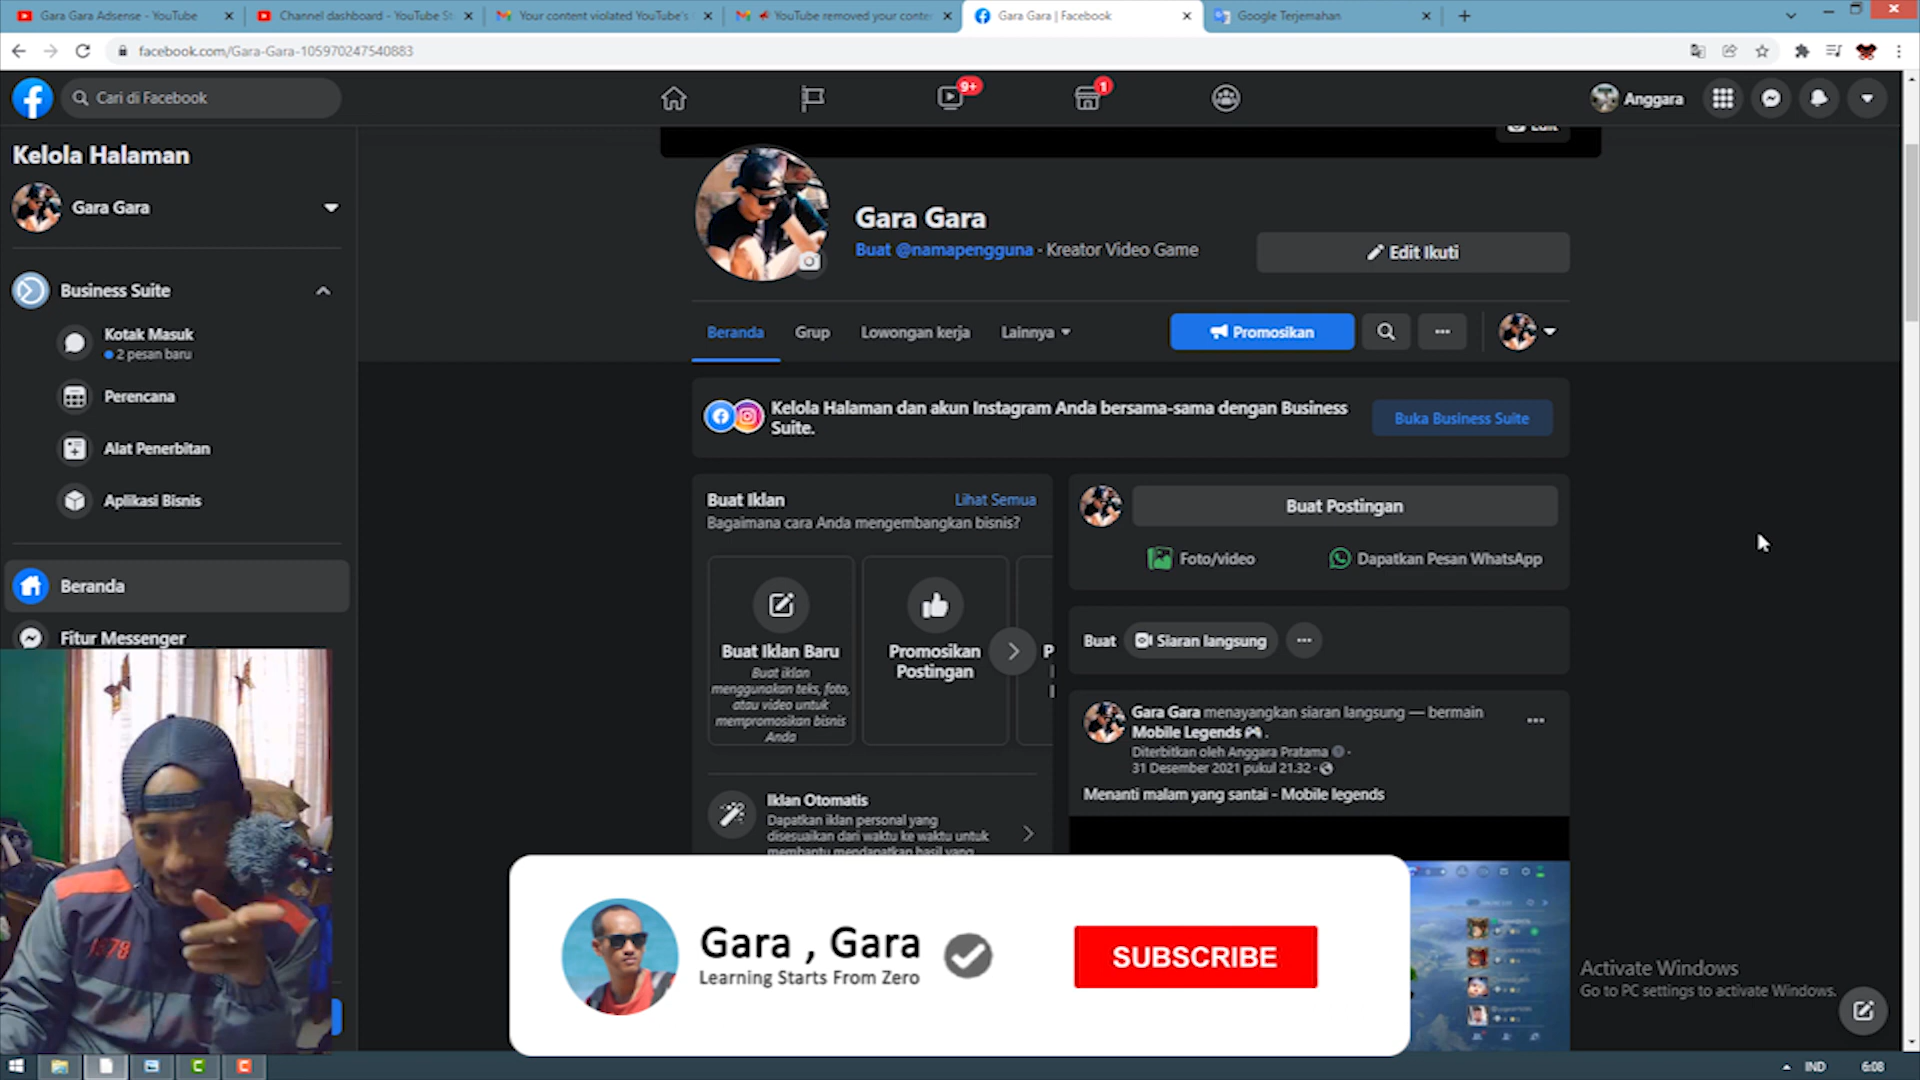 Gara Gara Adsense - YouTube
Channel dashboard - YouTube St
Your content violated YouTube's
YouTube removed your conte
Gara Gara | Facebook
Google Terjemahan
facebook.com/Gara-Gara-105970247540883
Cari di Facebook
9+
1
Anggara
Kelola Halaman
Gara Gara
Business Suite
Kotak Masuk
2 pesan baru
Perencana
Alat Penerbitan
Aplikasi Bisnis
Beranda
Fitur Messenger
Edit
Gara Gara
Buat @namapengguna - Kreator Video Game
Edit Ikuti
Beranda
Grup
Lowongan kerja
Lainnya
Promosikan
Kelola Halaman dan akun Instagram Anda bersama-sama dengan Business
Suite.
Buka Business Suite
Buat Iklan
Lihat Semua
Bagaimana cara Anda mengembangkan bisnis?
Buat Iklan Baru
Buat iklan
menggunakan teks, foto,
atau video untuk
mempromosikan bisnis
Anda
Promosikan
Postingan
P
Iklan Otomatis
Dapatkan iklan personal yang
disesuaikan dari waktu ke waktu untuk
membantu mendapatkan hasil yang
Buat Postingan
Foto/video
Dapatkan Pesan WhatsApp
Buat
Siaran langsung
Gara Gara menayangkan siaran langsung — bermain
Mobile Legends 🎮 .
Diterbitkan oleh Anggara Pratama ·
31 Desember 2021 pukul 21.32 ·
Menanti malam yang santai - Mobile legends
1578
Gara , Gara
Learning Starts From Zero
SUBSCRIBE
Activate Windows
Go to PC settings to activate Windows.
IND
6:08